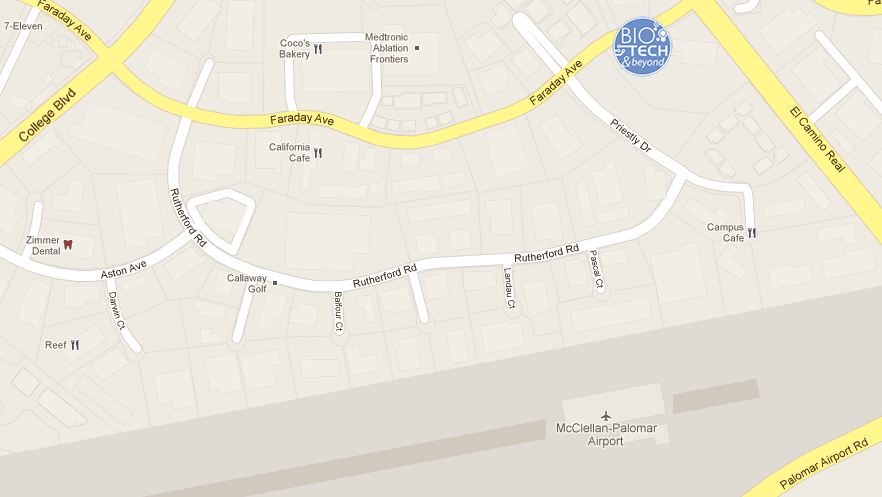 Faraday Ave
7-Eleven
College Blvd
Coco's
Bakery
Medtronic
Ablation
Frontiers
BIO
TECH
&beyond
Faraday Ave
Faraday Ave
Fa
El Camino Real
Priestly Dr
California
Cafe
Rutherford Rd
Zimmer
Dental
Aston Ave
Campus
Cafe
Callaway
Golf
Rutherford Rd
Rutherford Rd
Darwin Ct
Balfour Ct
Landau Ct
Pascal Ct
Reef
McClellan-Palomar
Airport
Palomar Airport Rd